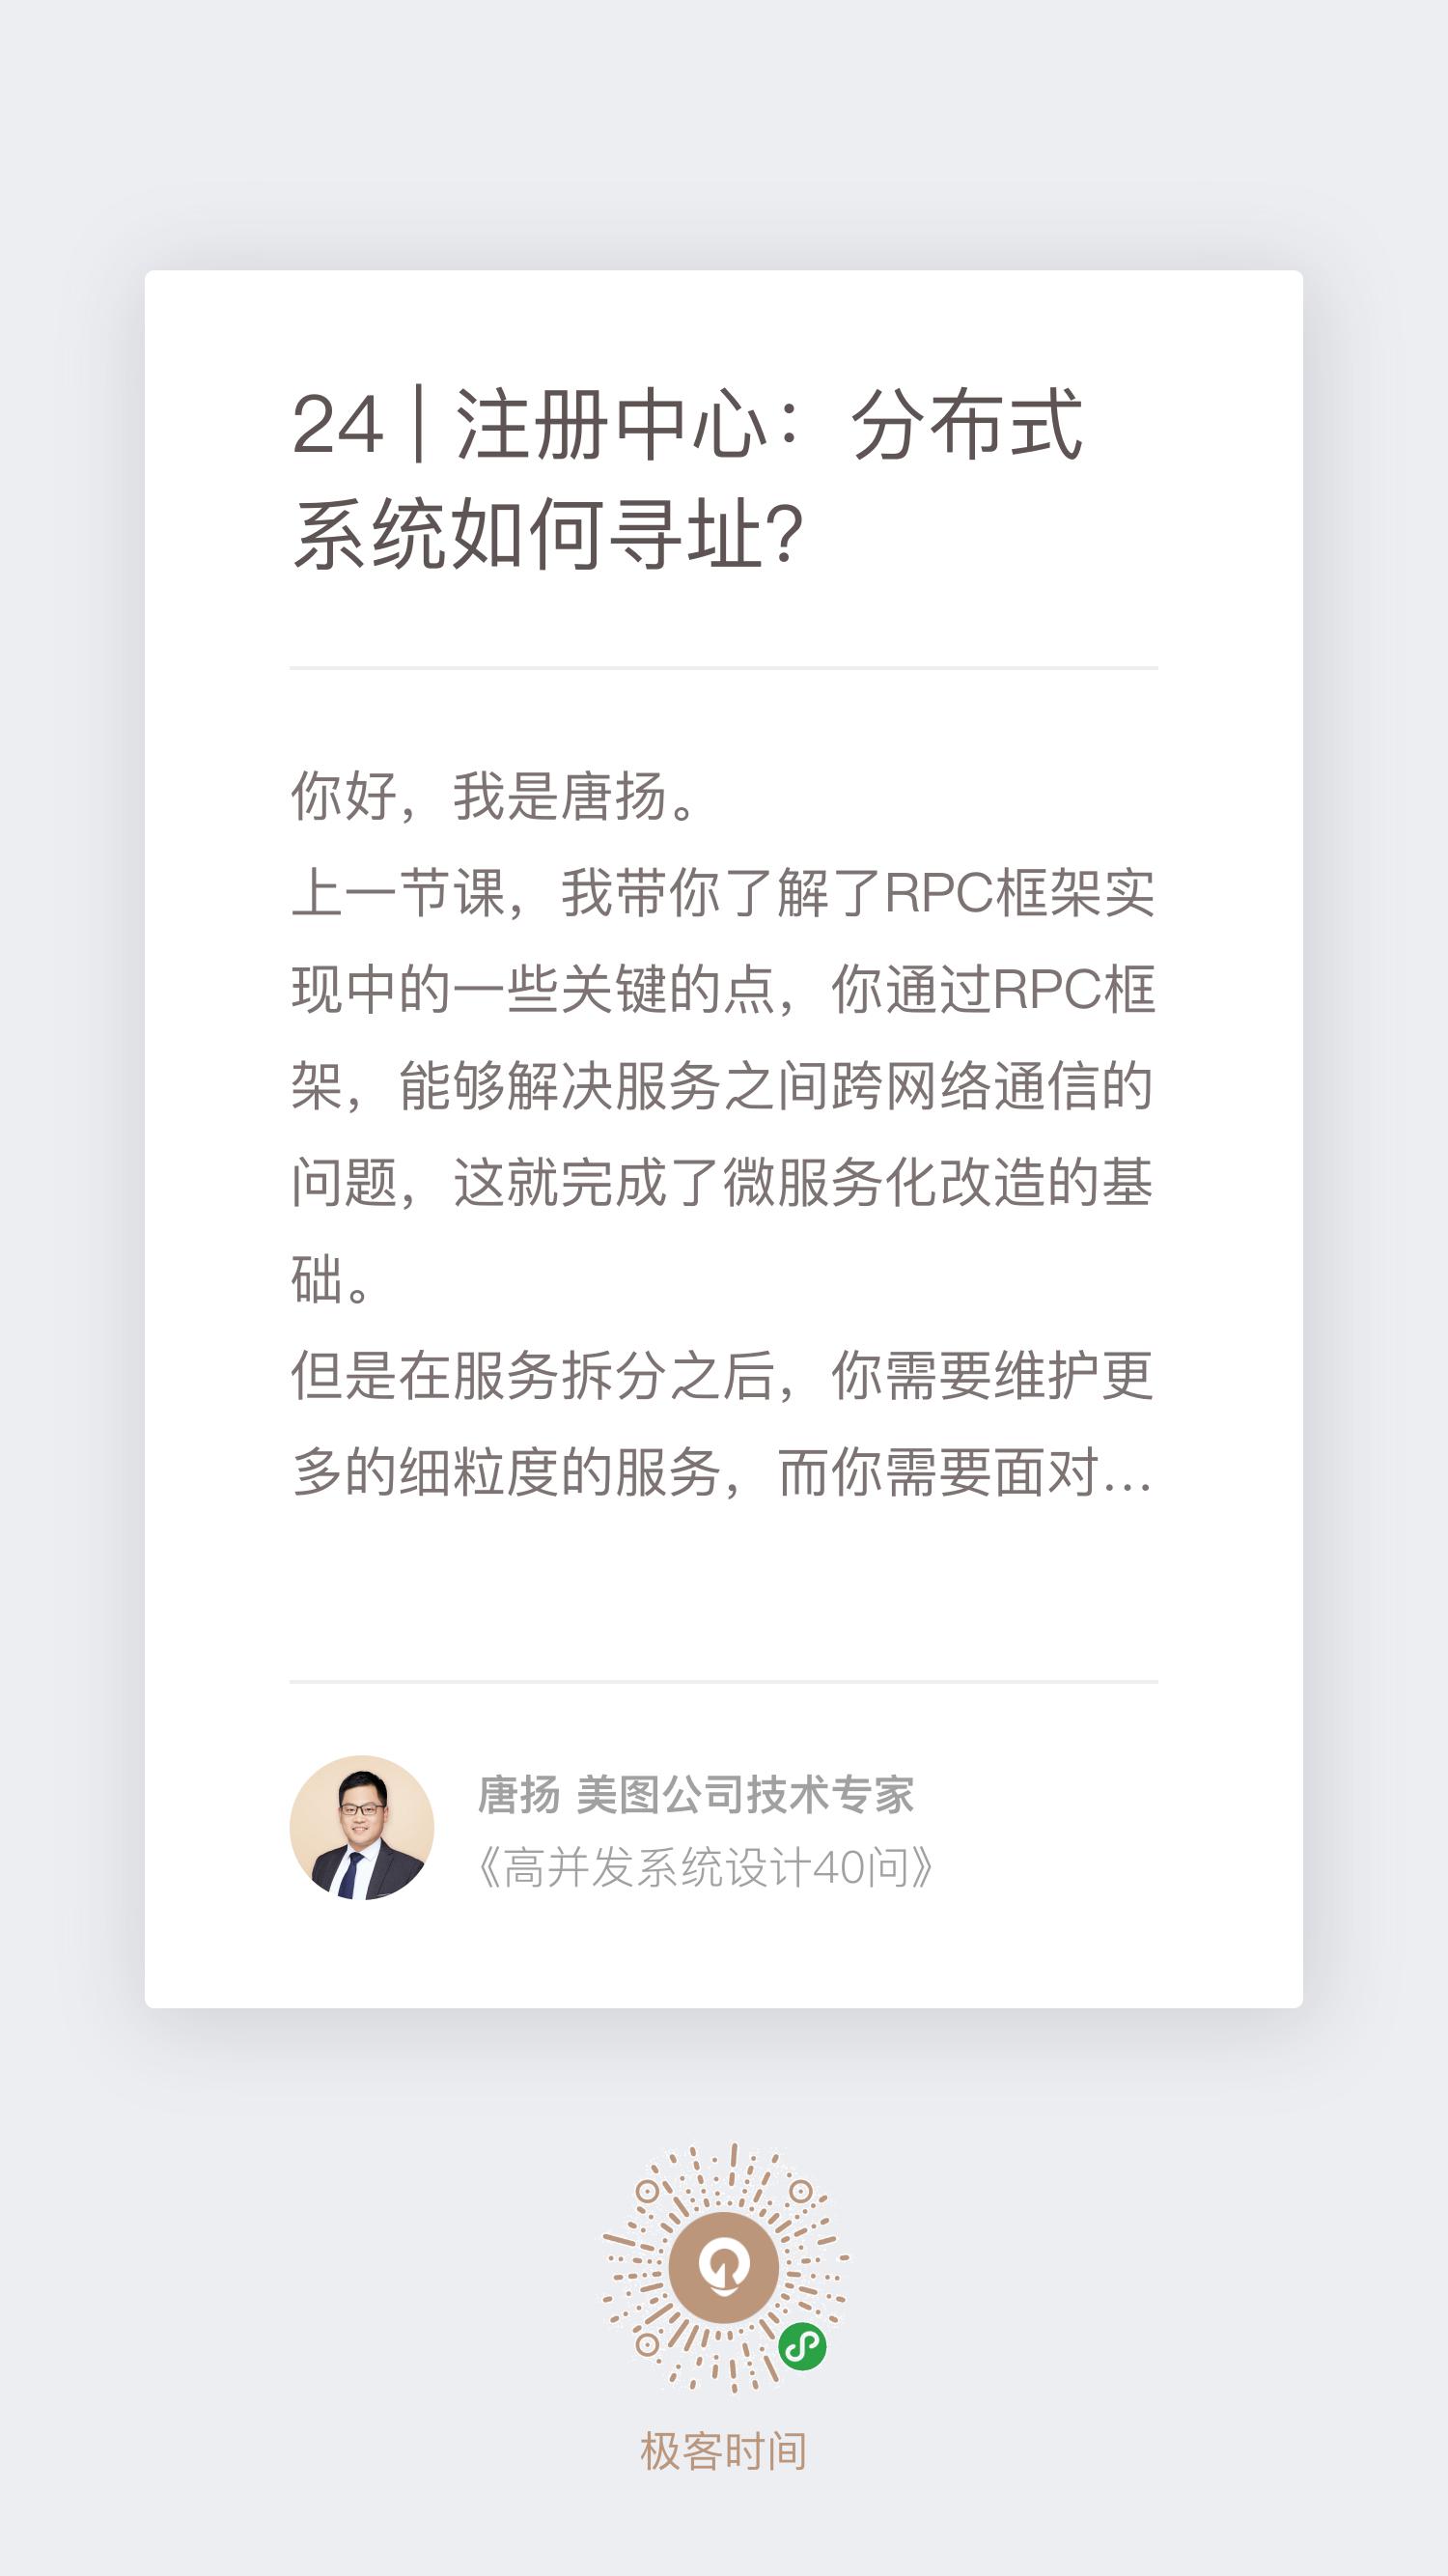 24 | 注册中心：分布式
系统如何寻址？
你好，我是唐扬。
上一节课，我带你了解了RPC框架实
现中的一些关键的点，你通过RPC框
架，能够解决服务之间跨网络通信的
问题，这就完成了微服务化改造的基
础。
但是在服务拆分之后，你需要维护更
多的细粒度的服务，而你需要面对...
唐扬 美图公司技术专家
《高并发系统设计40问》
极客时间